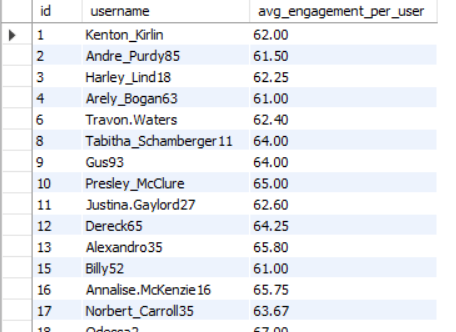 id username avg_engagement_per_user
1 Kenton_Kirlin 62.00
2 Andre_Purdy85 61.50
3 Harley_Lind18 62.25
4 Arely_Bogan63 61.00
6 Travon.Waters 62.40
8 Tabitha_Schamberger11 64.00
9 Gus93 64.00
10 Presley_McClure 65.00
11 Justina.Gaylord27 62.60
12 Dereck65 64.25
13 Alexandro35 65.80
15 Billy52 61.00
16 Annalise.McKenzie16 65.75
17 Norbert_Carroll35 63.67
18 Odessa2 67.00